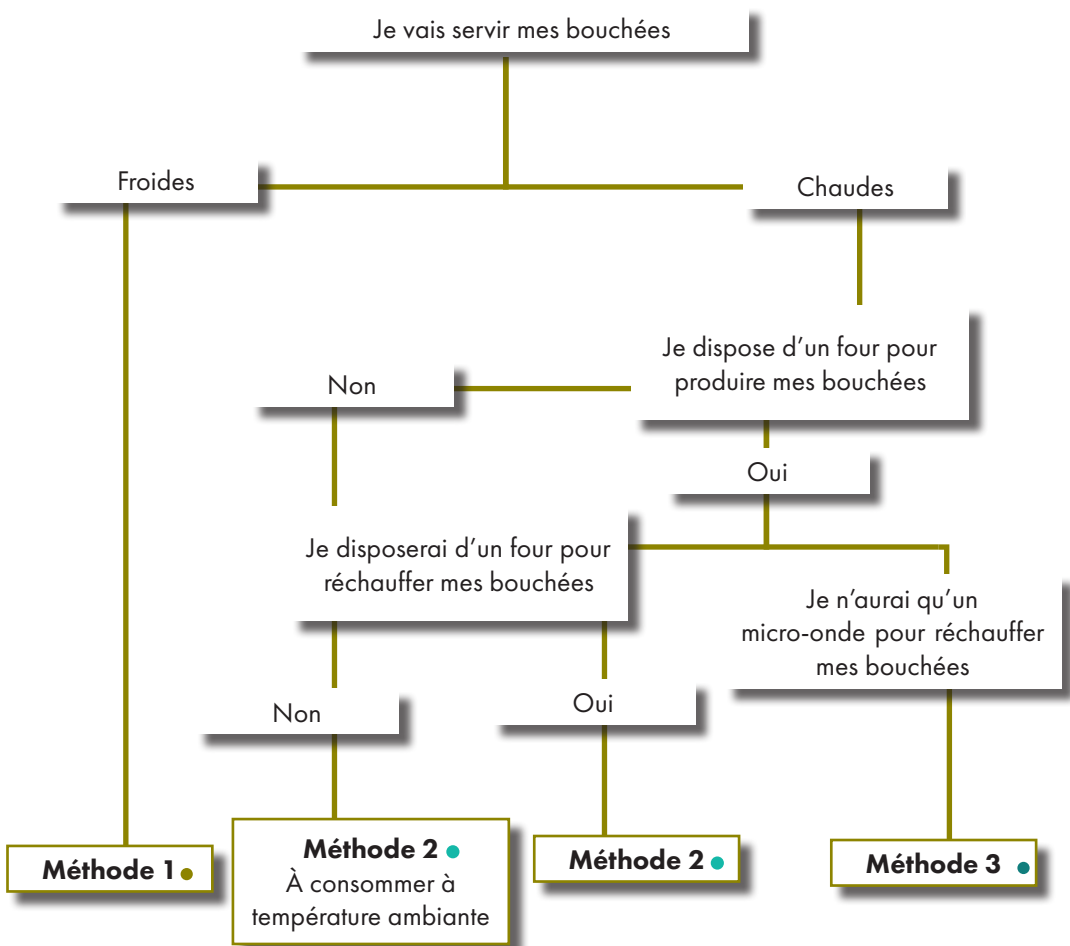 Je vais servir mes bouchées
Froides
Chaudes
Je dispose d'un four pour
produire mes bouchées
Non
Oui
Je disposerai d'un four pour
réchauffer mes bouchées
Je n'aurai qu'un
micro-onde pour réchauffer
mes bouchées
Non
Oui
Méthode 1
Méthode 2
À consommer à
température ambiante
Méthode 2
Méthode 3